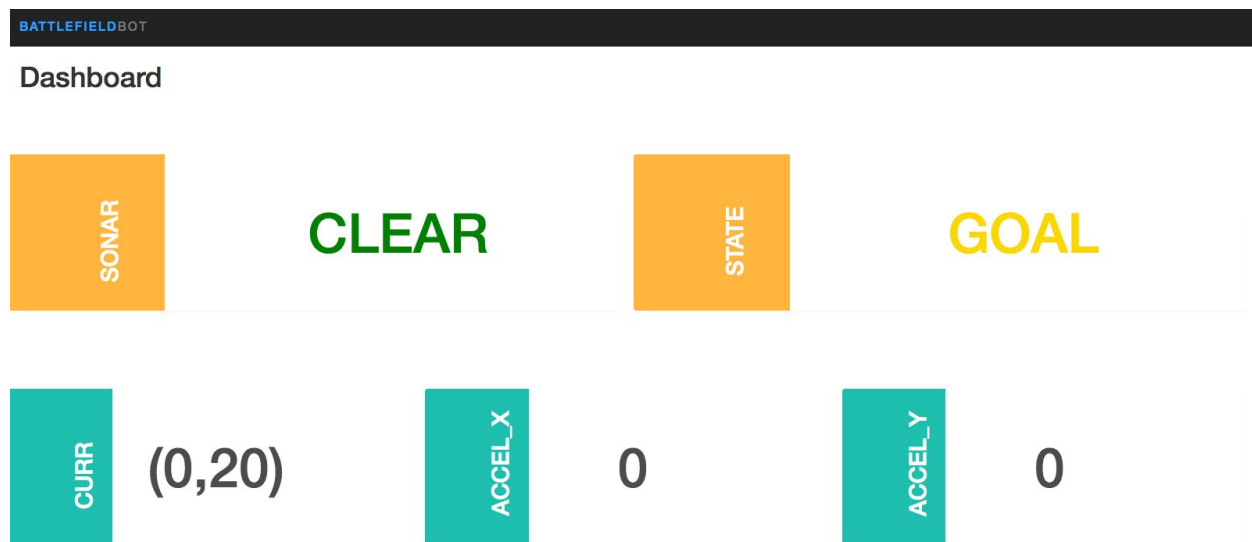 BATTLEFIELDBOT
Dashboard
SONAR
CLEAR
STATE
GOAL
CURR
(0,20)
ACCEL_X
0
ACCEL_Y
0